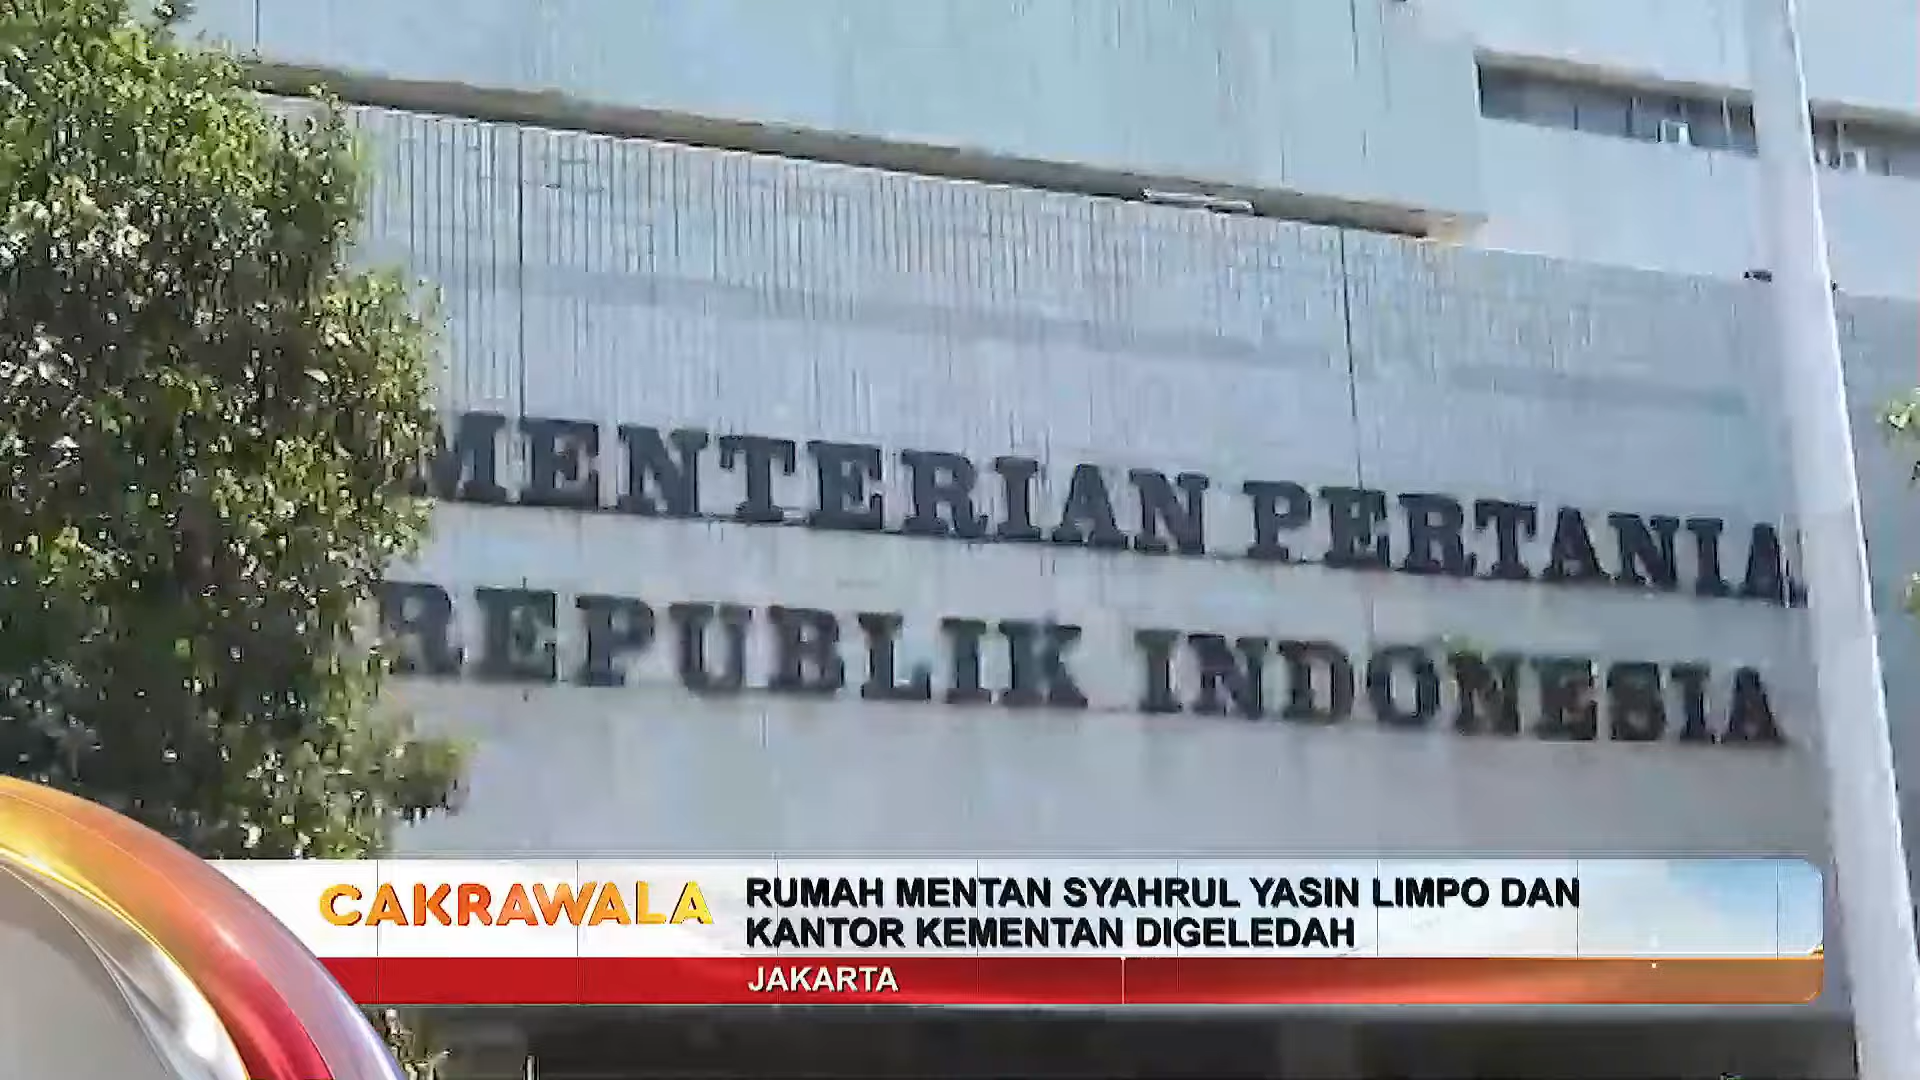 MENTERIAN PERTANIA
REPUBLIK INDONESIA
CAKRAWALA
RUMAH MENTAN SYAHRUL YASIN LIMPO DAN
KANTOR KEMENTAN DIGELEDAH
JAKARTA